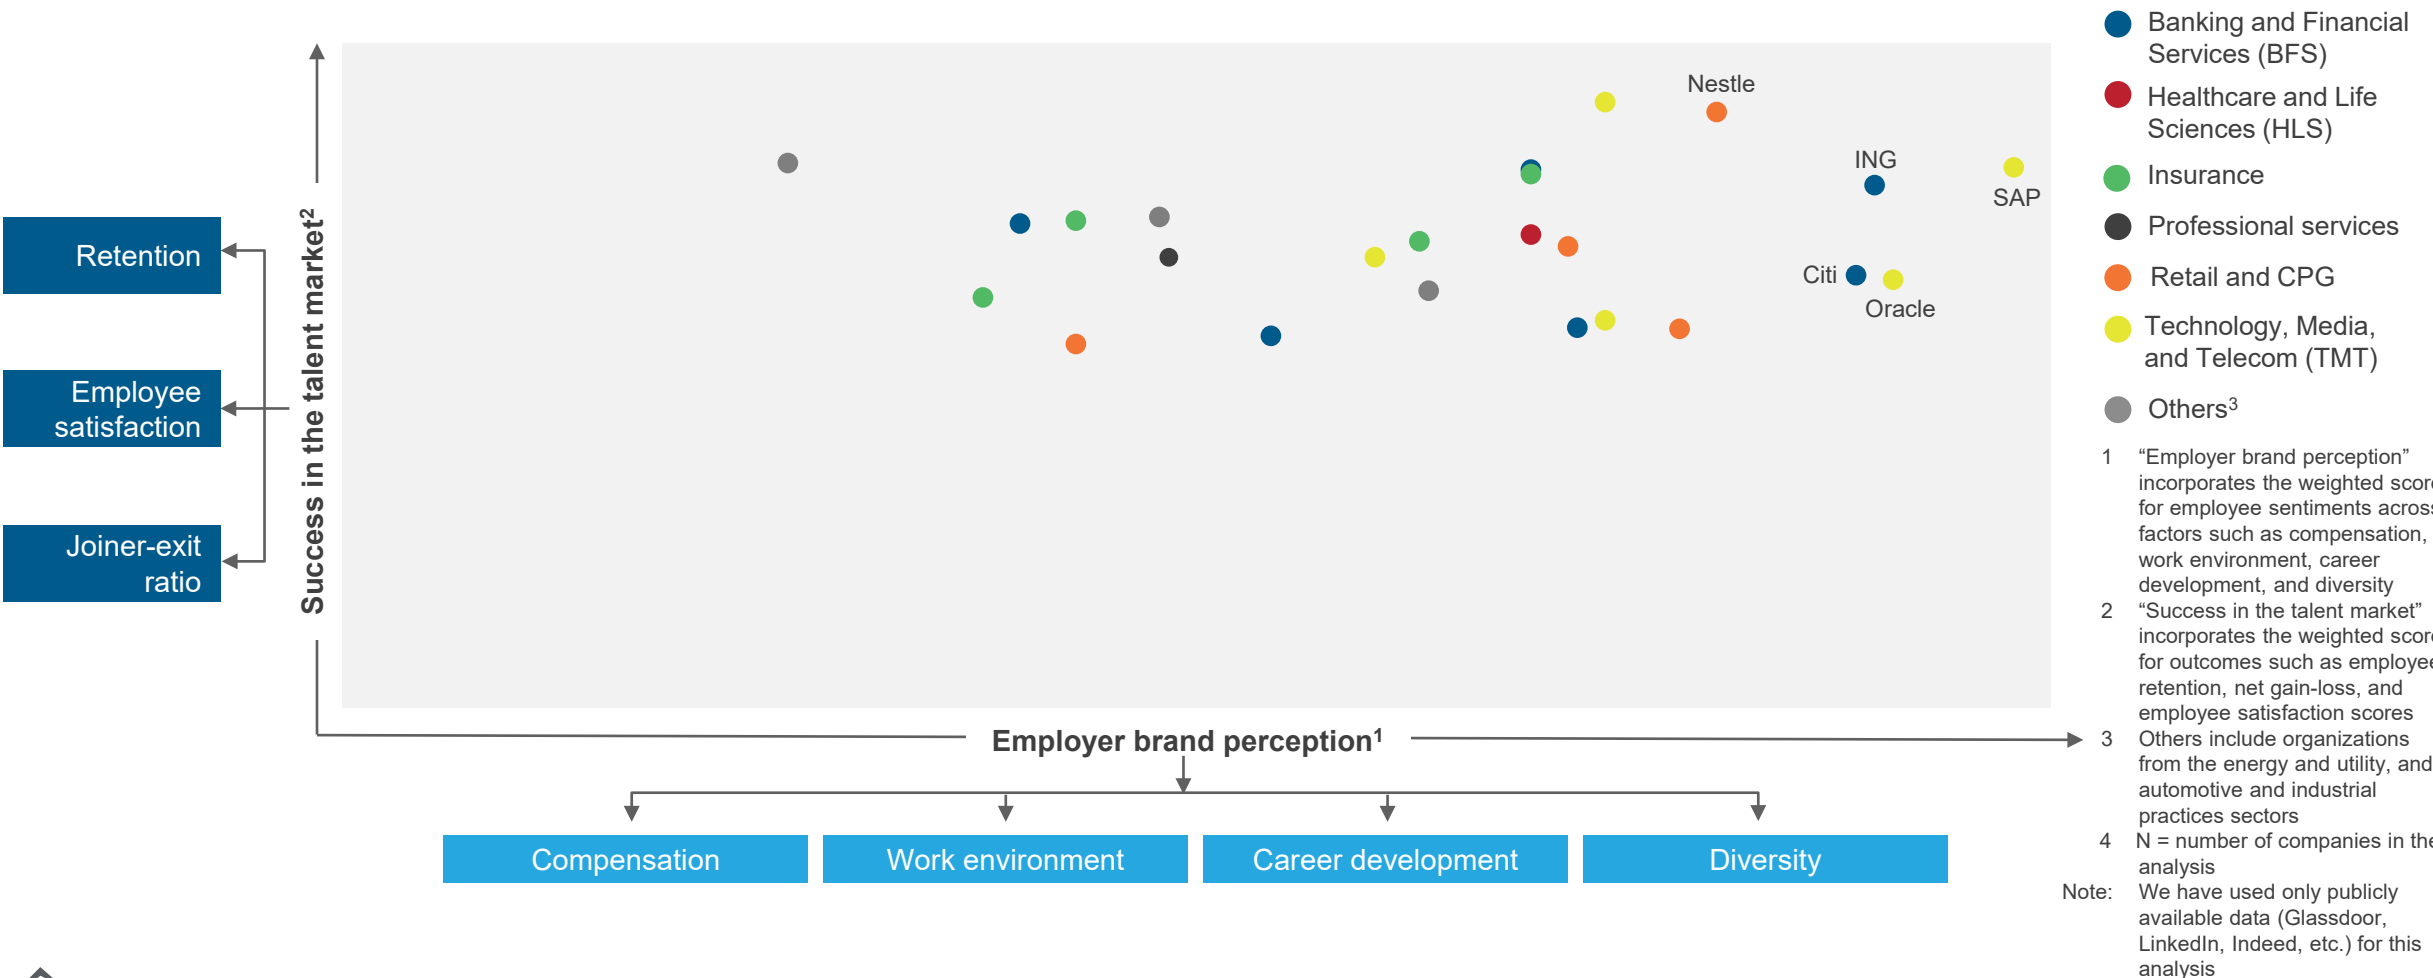 Banking and Financial
Services (BFS)
Healthcare and Life
Sciences (HLS)
Insurance
Professional services
Retail and CPG
Technology, Media,
and Telecom (TMT)
Others³
Nestle
ING
SAP
Citi
Oracle
Success in the talent market²
Retention
Employee
satisfaction
Joiner-exit
ratio
Employer brand perception¹
Compensation
Work environment
Career development
Diversity
1 “Employer brand perception”
incorporates the weighted score
for employee sentiments across
factors such as compensation,
work environment, career
development, and diversity
2 “Success in the talent market”
incorporates the weighted score
for outcomes such as employee
retention, net gain-loss, and
employee satisfaction scores
3 Others include organizations
from the energy and utility, and
automotive and industrial
practices sectors
4 N = number of companies in the
analysis
Note: We have used only publicly
available data (Glassdoor,
LinkedIn, Indeed, etc.) for this
analysis